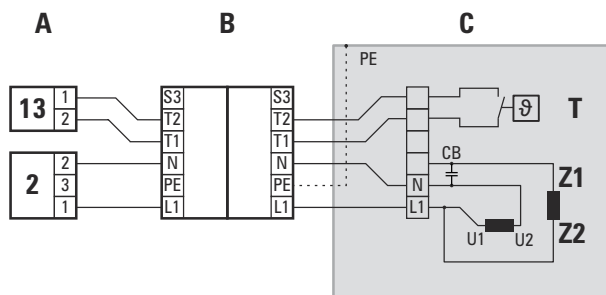 A B C
PE
13 1 S3 S3
2 T2 T2 ϑ T
T1 T1
2 2 N N CB Z1
3 PE PE N
1 L1 L1 L1
U1 U2 Z2